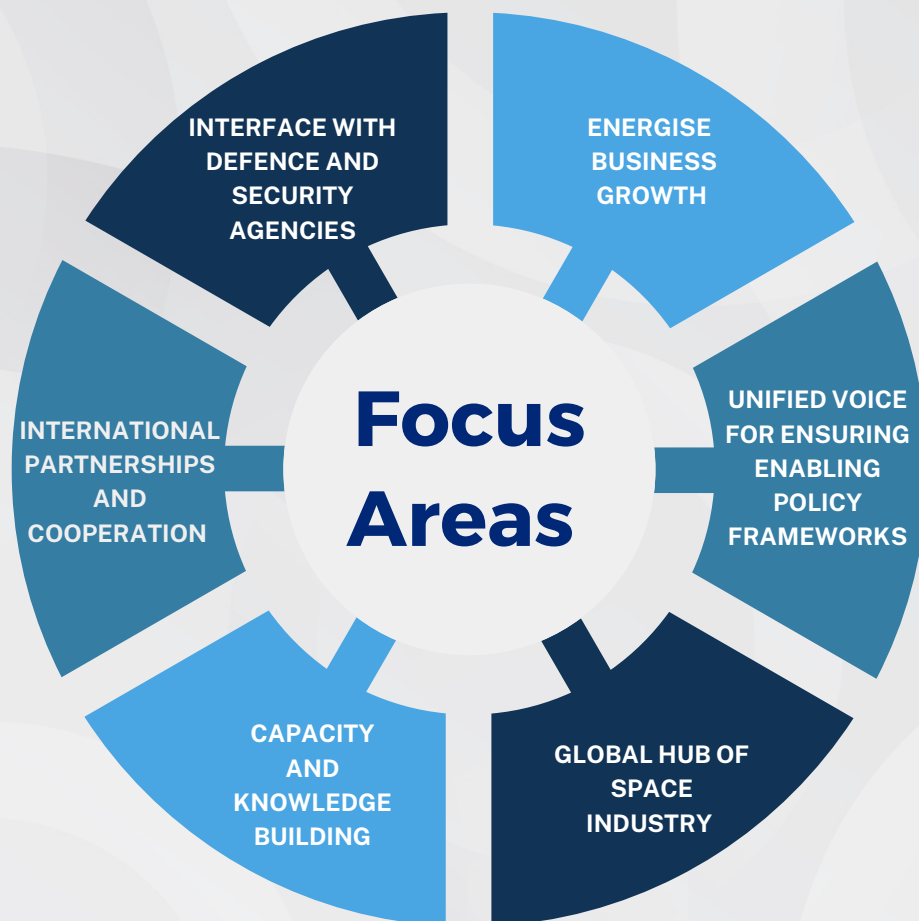 INTERFACE WITH
DEFENCE AND
SECURITY
AGENCIES
ENERGISE
BUSINESS
GROWTH
INTERNATIONAL
PARTNERSHIPS
AND
COOPERATION
Focus
Areas
UNIFIED VOICE
FOR ENSURING
ENABLING
POLICY
FRAMEWORKS
CAPACITY
AND
KNOWLEDGE
BUILDING
GLOBAL HUB OF
SPACE
INDUSTRY